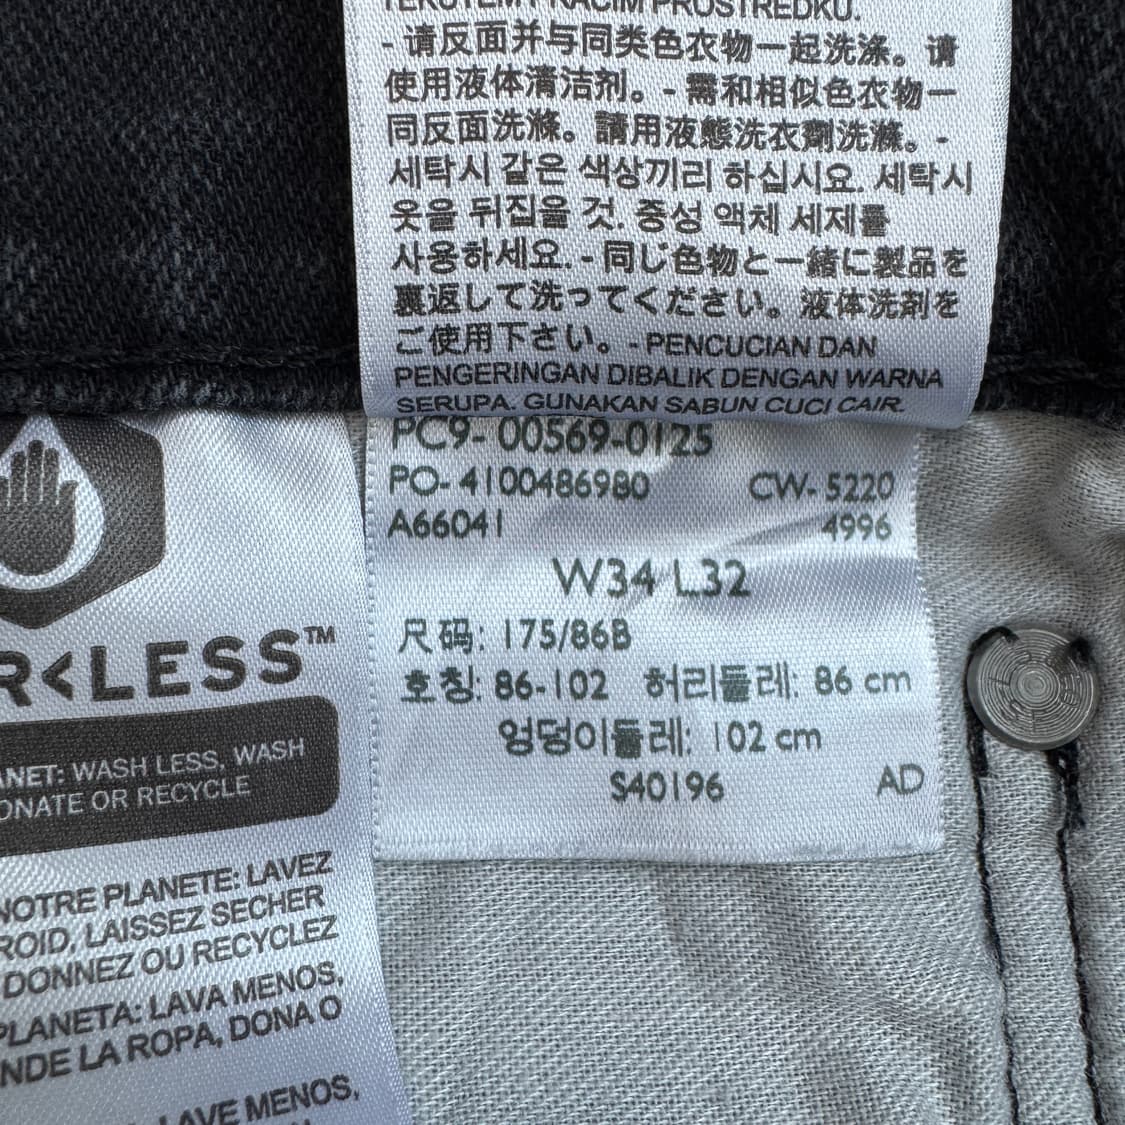 TEKUTÉM PRACÍM PROSTŘEDKU.
- 请反面并与同类色衣物一起洗涤。请
使用液体清洁剂。- 需和相似色衣物一
同反面洗滌。請用液態洗衣劑洗滌。-
세탁시 같은 색상끼리 하십시요. 세탁시
옷을 뒤집을 것. 중성 액체 세제를
사용하세요. - 同じ色物と一緒に製品を
裏返して洗ってください。液体洗剤を
ご使用下さい。- PENCUCIAN DAN
PENGERINGAN DIBALIK DENGAN WARNA
SERUPA. GUNAKAN SABUN CUCI CAIR.
PC9- 00569-0125
PO- 4100486980 CW- 5220
A66041 4996
W34 L32
尺码: 175/86B
호칭: 86-102 허리둘레: 86 cm
엉덩이둘레: 102 cm
S40196 AD
R<LESS™
ANET: WASH LESS, WASH
ONATE OR RECYCLE
NOTRE PLANETE: LAVEZ
ROID, LAISSEZ SECHER
DONNEZ OU RECYCLEZ
PLANETA: LAVA MENOS,
NDE LA ROPA, DONA O
LAVE MENOS,